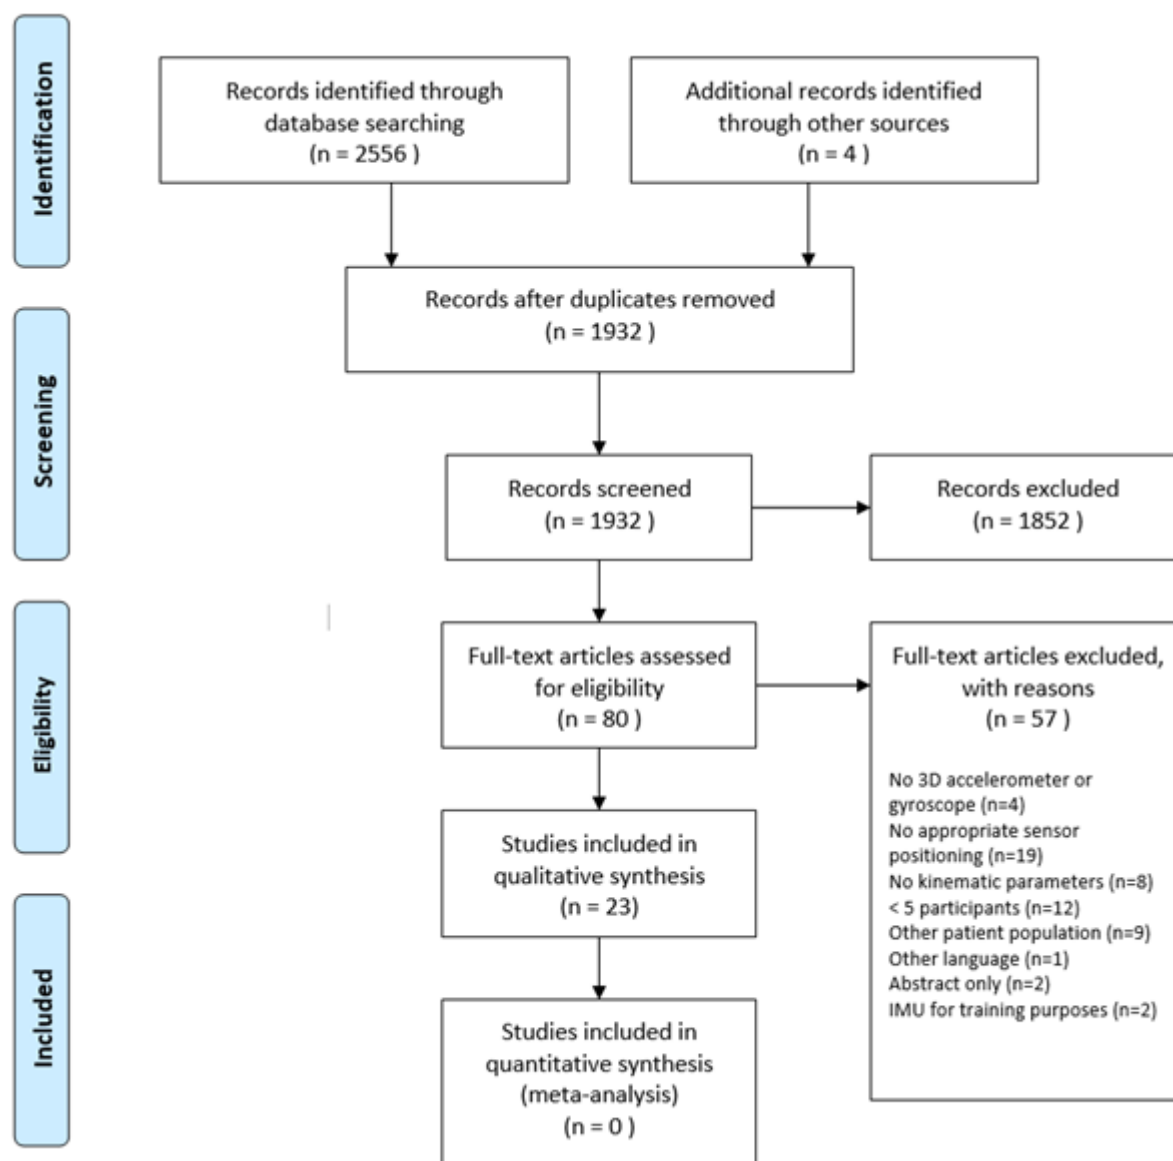 Identification
Records identified through
database searching
(n = 2556 )
Additional records identified
through other sources
(n = 4 )
Records after duplicates removed
(n = 1932 )
Screening
Records screened
(n = 1932 )
Records excluded
(n = 1852 )
Eligibility
Full-text articles assessed
for eligibility
(n = 80 )
Full-text articles excluded,
with reasons
(n = 57 )
No 3D accelerometer or
gyroscope (n=4)
No appropriate sensor
positioning (n=19)
No kinematic parameters (n=8)
< 5 participants (n=12)
Other patient population (n=9)
Other language (n=1)
Abstract only (n=2)
IMU for training purposes (n=2)
Studies included in
qualitative synthesis
(n = 23)
Included
Studies included in
quantitative synthesis
(meta-analysis)
(n = 0 )